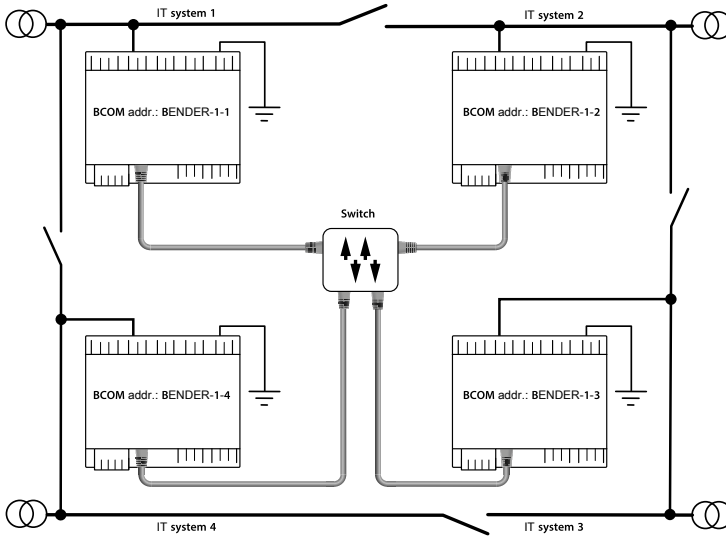 IT system 1
IT system 2
BCOM addr.: BENDER-1-1
BCOM addr.: BENDER-1-2
Switch
BCOM addr.: BENDER-1-4
BCOM addr.: BENDER-1-3
IT system 4
IT system 3